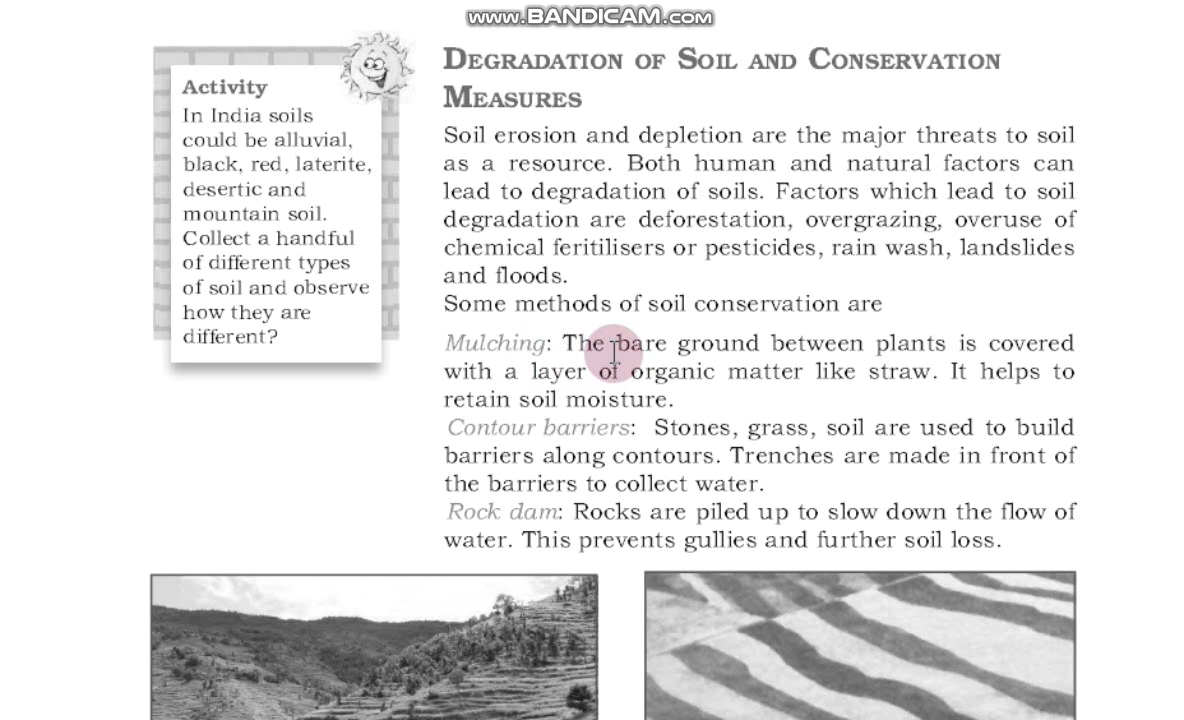 www.BANDICAM.com
Activity
In India soils
could be alluvial,
black, red, laterite,
desertic and
mountain soil.
Collect a handful
of different types
of soil and observe
how they are
different?
DEGRADATION OF SOIL AND CONSERVATION
MEASURES
Soil erosion and depletion are the major threats to soil
as a resource. Both human and natural factors can
lead to degradation of soils. Factors which lead to soil
degradation are deforestation, overgrazing, overuse of
chemical feritilisers or pesticides, rain wash, landslides
and floods.
Some methods of soil conservation are
Mulching: The bare ground between plants is covered
with a layer of organic matter like straw. It helps to
retain soil moisture.
Contour barriers: Stones, grass, soil are used to build
barriers along contours. Trenches are made in front of
the barriers to collect water.
Rock dam: Rocks are piled up to slow down the flow of
water. This prevents gullies and further soil loss.